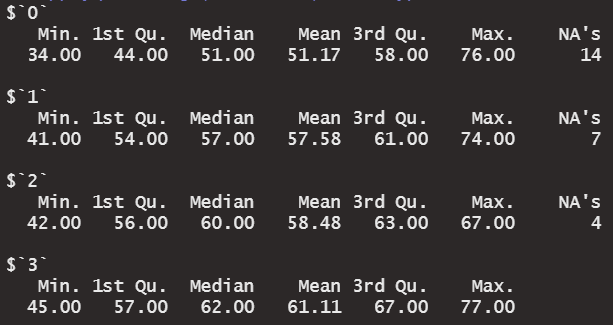 $`0`
Min. 1st Qu. Median Mean 3rd Qu. Max. NA's
34.00 44.00 51.00 51.17 58.00 76.00 14
$`1`
Min. 1st Qu. Median Mean 3rd Qu. Max. NA's
41.00 54.00 57.00 57.58 61.00 74.00 7
$`2`
Min. 1st Qu. Median Mean 3rd Qu. Max. NA's
42.00 56.00 60.00 58.48 63.00 67.00 4
$`3`
Min. 1st Qu. Median Mean 3rd Qu. Max.
45.00 57.00 62.00 61.11 67.00 77.00